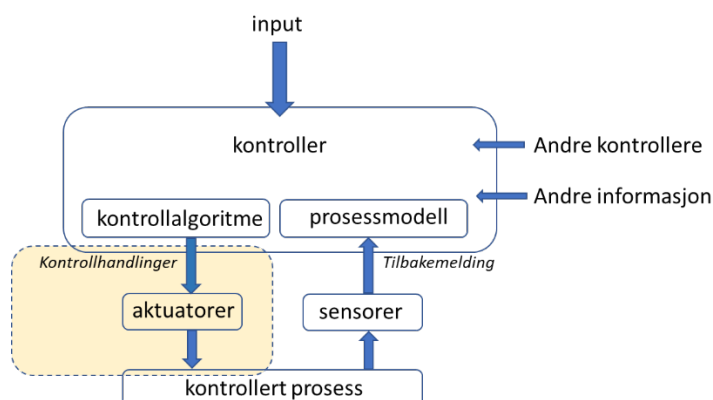 input
kontroller
Andre kontrollere
Andre informasjon
kontrollalgoritme
prosessmodell
Kontrollhandlinger
Tilbakemelding
aktuatorer
sensorer
kontrollert prosess